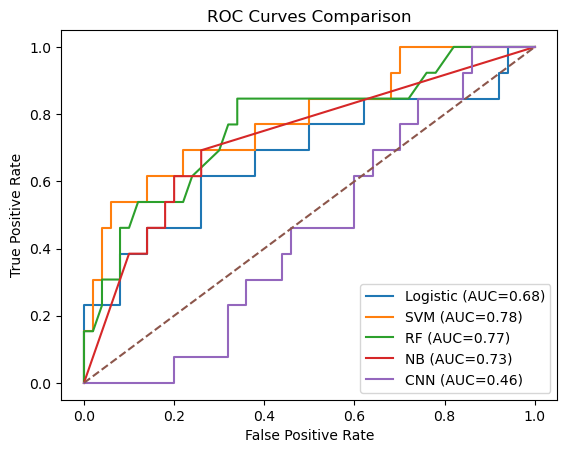 ROC Curves Comparison
True Positive Rate
1.0
0.8
0.6
0.4
0.2
0.0
Logistic (AUC=0.68)
SVM (AUC=0.78)
RF (AUC=0.77)
NB (AUC=0.73)
CNN (AUC=0.46)
0.0 0.2 0.4 0.6 0.8 1.0
False Positive Rate